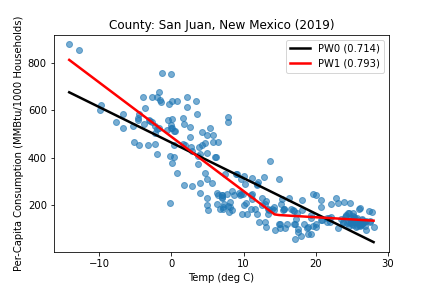 County: San Juan, New Mexico (2019)
PW0 (0.714)
PW1 (0.793)
Per-Capita Consumption (MMBtu/1000 Households)
800
600
400
200
−10
0
10
20
30
Temp (deg C)